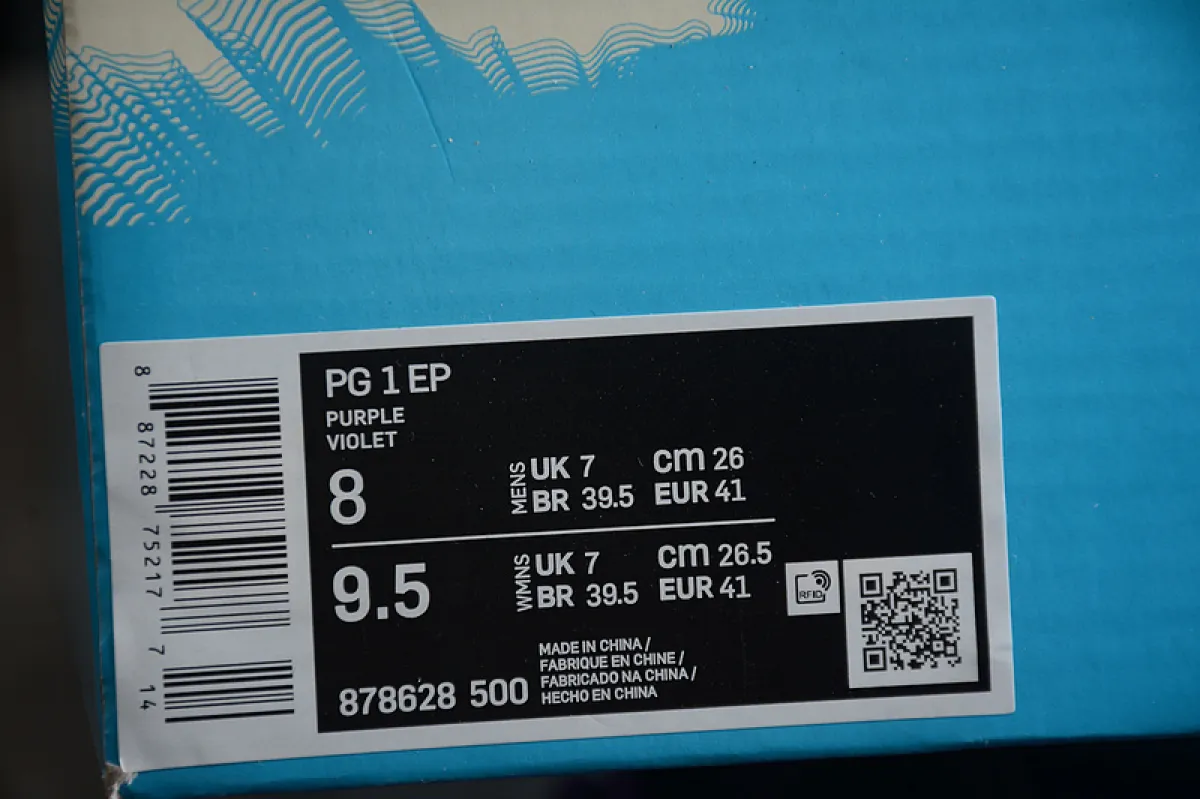 8 87228 75217 7 14
PG 1 EP
PURPLE
VIOLET
8
MENS
UK 7 cm 26
BR 39.5 EUR 41
9.5
WMNS
UK 7 cm 26.5
BR 39.5 EUR 41
RFID
878628 500
MADE IN CHINA /
FABRIQUE EN CHINE /
FABRICADO NA CHINA /
HECHO EN CHINA